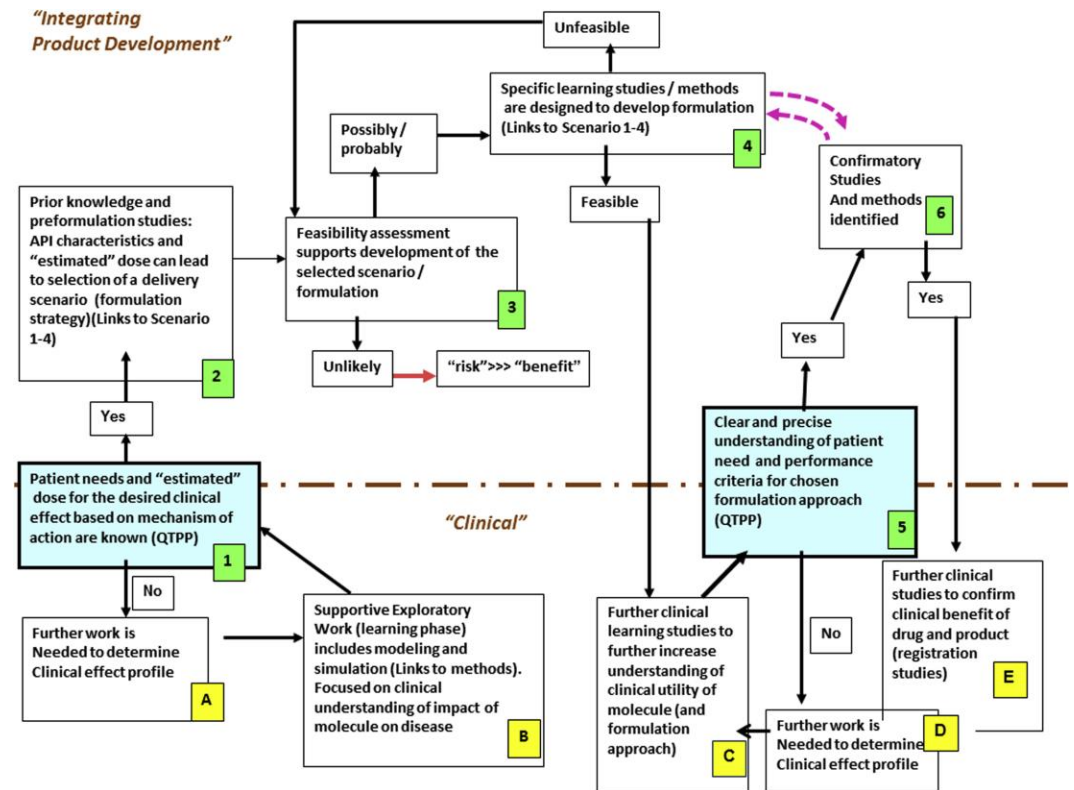 “Integrating
Product Development”
Unfeasible
Specific learning studies / methods
are designed to develop formulation
(Links to Scenario 1-4)
4
Possibly /
probably
Confirmatory
Studies
And methods
identified
6
Feasible
Prior knowledge and
preformulation studies:
API characteristics and
“estimated” dose can lead
to selection of a delivery
scenario (formulation
strategy)(Links to Scenario
1-4)
2
Feasibility assessment
supports development of the
selected scenario /
formulation
3
Yes
Yes
Unlikely
“risk”>>> “benefit”
Yes
Clear and precise
understanding of patient
need and performance
criteria for chosen
formulation approach
(QTPP)
5
Patient needs and “estimated”
dose for the desired clinical
effect based on mechanism of
action are known (QTPP)
1
“Clinical”
No
Further work is
Needed to determine
Clinical effect profile
A
Supportive Exploratory
Work (learning phase)
includes modeling and
simulation (Links to methods).
Focused on clinical
understanding of impact of
molecule on disease
B
Further clinical
learning studies to
further increase
understanding of
clinical utility of
molecule (and
formulation
approach)
C
No
Further clinical
studies to confirm
clinical benefit of
drug and product
(registration
studies)
E
Further work is
Needed to determine
Clinical effect profile
D